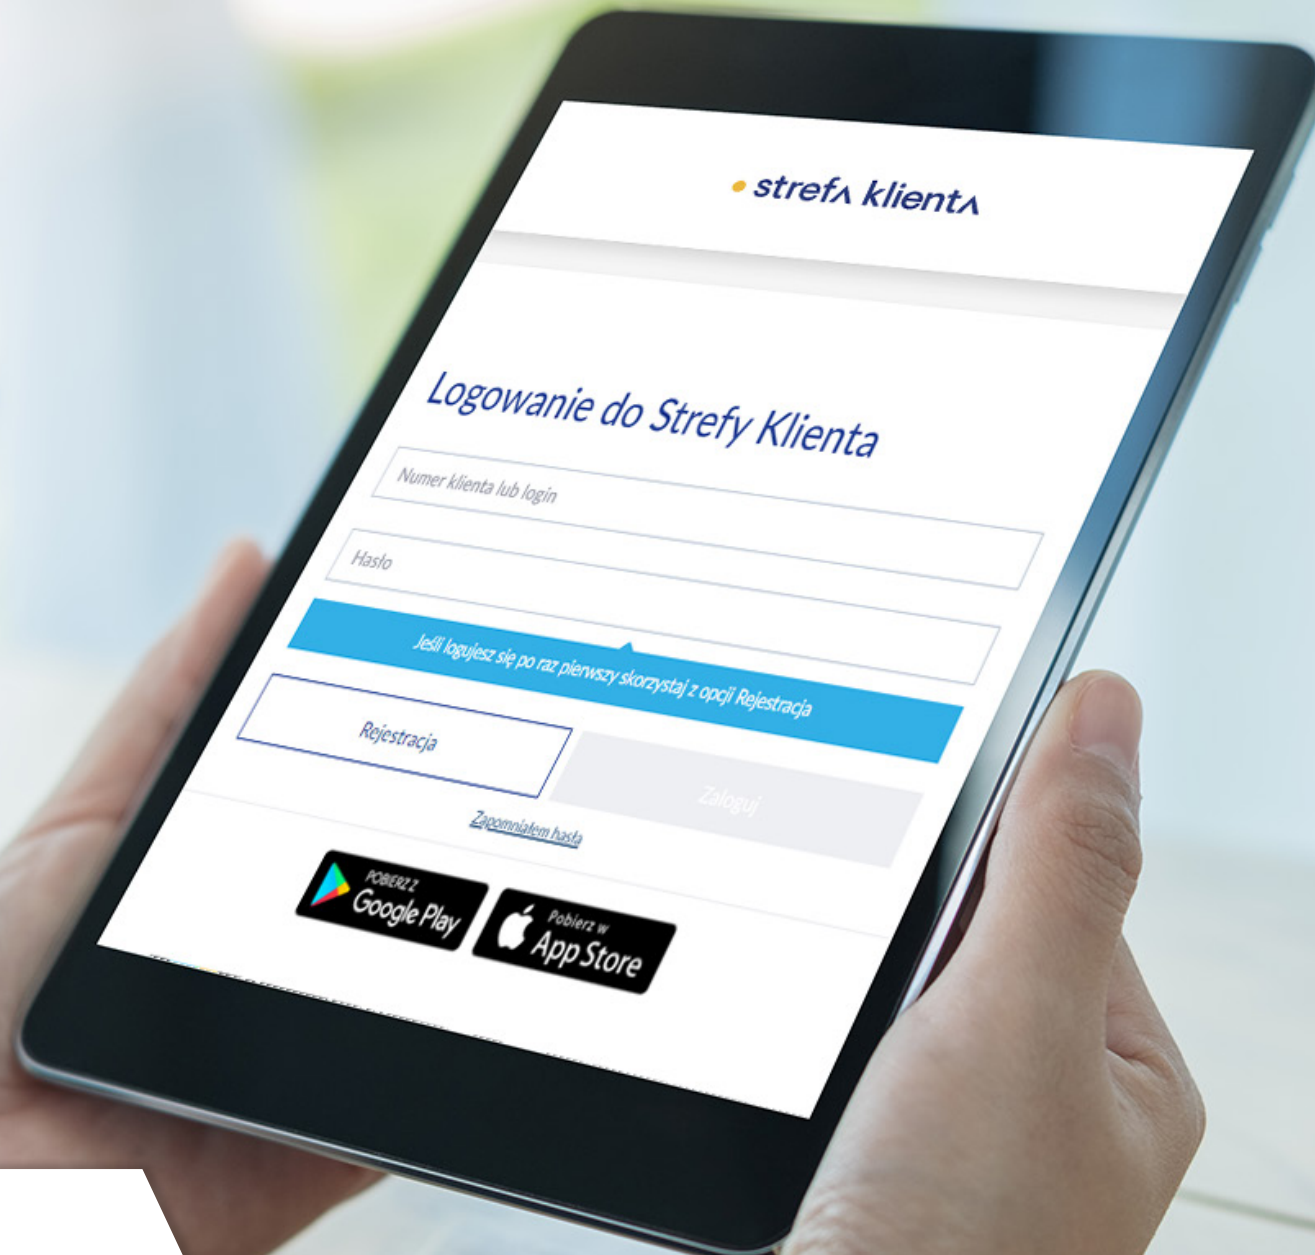 strefa klienta
Logowanie do Strefy Klienta
Numer klienta lub login
Hasło
Jeśli logujesz się po raz pierwszy skorzystaj z opcji Rejestracja
Rejestracja
Zaloguj
Zapomniałem hasła
POBIERZ Z
Google Play
Pobierz w
App Store